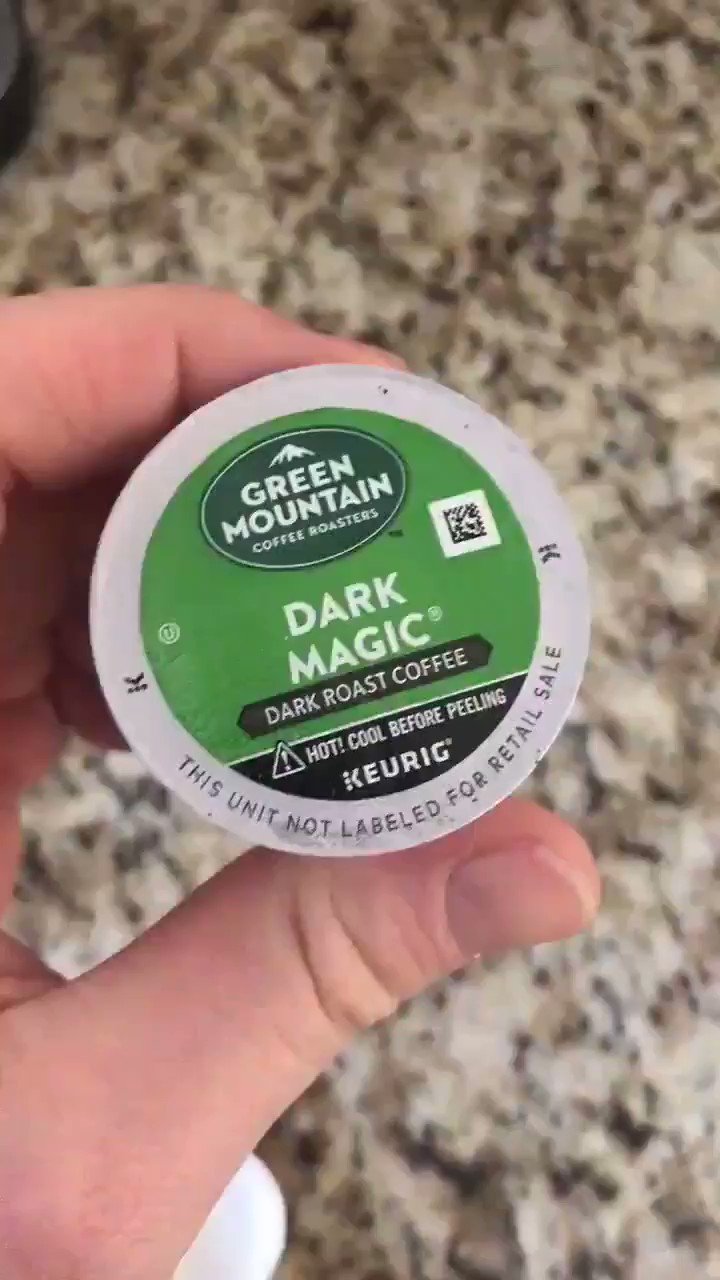 GREEN
MOUNTAIN
COFFEE ROASTERS
DARK
MAGIC®
DARK ROAST COFFEE
HOT! COOL BEFORE PEELING
KEURIG®
THIS UNIT NOT LABELED FOR RETAIL SALE
U